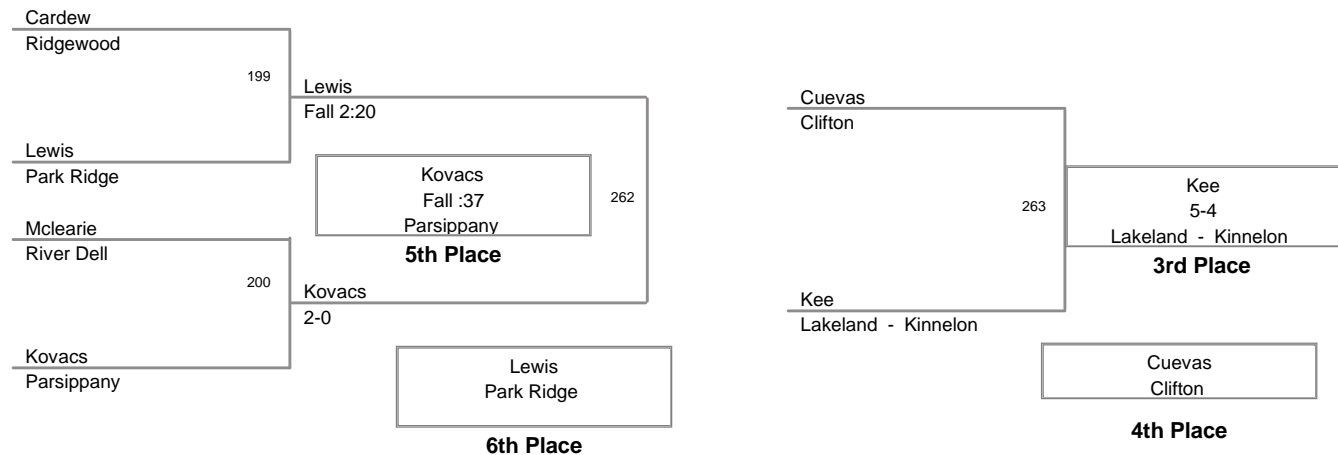 Cardew
Ridgewood
199
Lewis
Fall 2:20
Lewis
Park Ridge
Kovacs
Fall :37
Parsippany
5th Place
262
Mclearie
River Dell
200
Kovacs
2-0
Kovacs
Parsippany
Lewis
Park Ridge
6th Place
Cuevas
Clifton
263
Kee
5-4
Lakeland - Kinnelon
3rd Place
Kee
Lakeland - Kinnelon
Cuevas
Clifton
4th Place